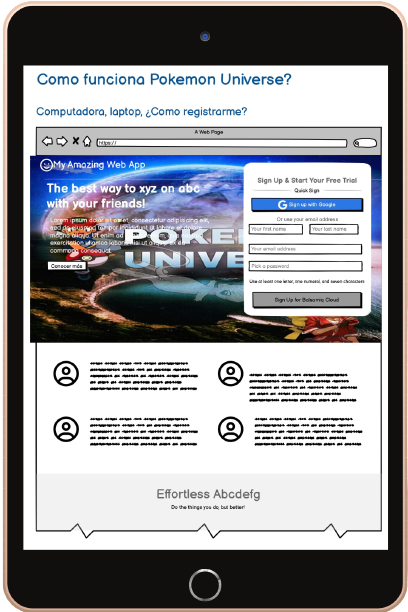 Como funciona Pokemon Universe?
Computadora, laptop, ¿Como registrarme?
A Web Page
https://
My Amazing Web App
The best way to xyz on abc
with your friends!
Lorem ipsum dolor sit amet, consectetur adipisicing elit,
sed do eiusmod tempor incididunt ut labore et dolore
magna aliqua. Ut enim ad
exercitation ullamco laboris nisi ut aliquip ex
commodo consequat.
Conocer más
POKE
UNIVE
Sign Up & Start Your Free Trial
Quick Sign
Sign up with Google
Or use your email address
Your first name
Your last name
Your email address
Pick a password
Use at least one letter, one numeral, and seven characters
Sign Up for Balsamiq Cloud
Effortless Abcdefg
Do the things you do, but better!